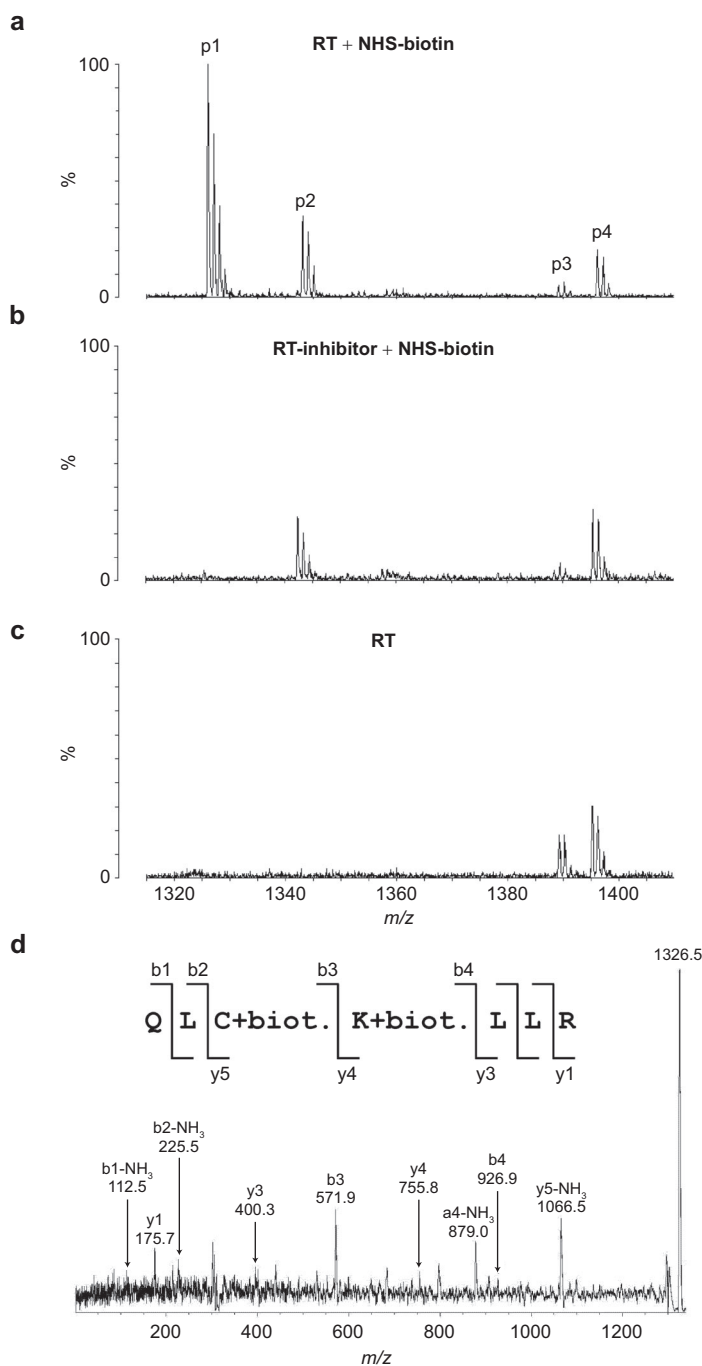 a
RT + NHS-biotin
p1
100
p2
%
p4
p3
0
b
100
RT-inhibitor + NHS-biotin
%
0
c
RT
100
%
0
1320 1340 1360 1380 1400
m/z
d
1326.5
b1 b2 b3 b4
Q L C+biot. K+biot. L L R
y5 y4 y3 y1
b2-NH3
225.5
b1-NH3
112.5
y1
175.7
y3
400.3
b3
571.9
y4
755.8
a4-NH3
879.0
b4
926.9
y5-NH3
1066.5
200 400 600 800 1000 1200
m/z